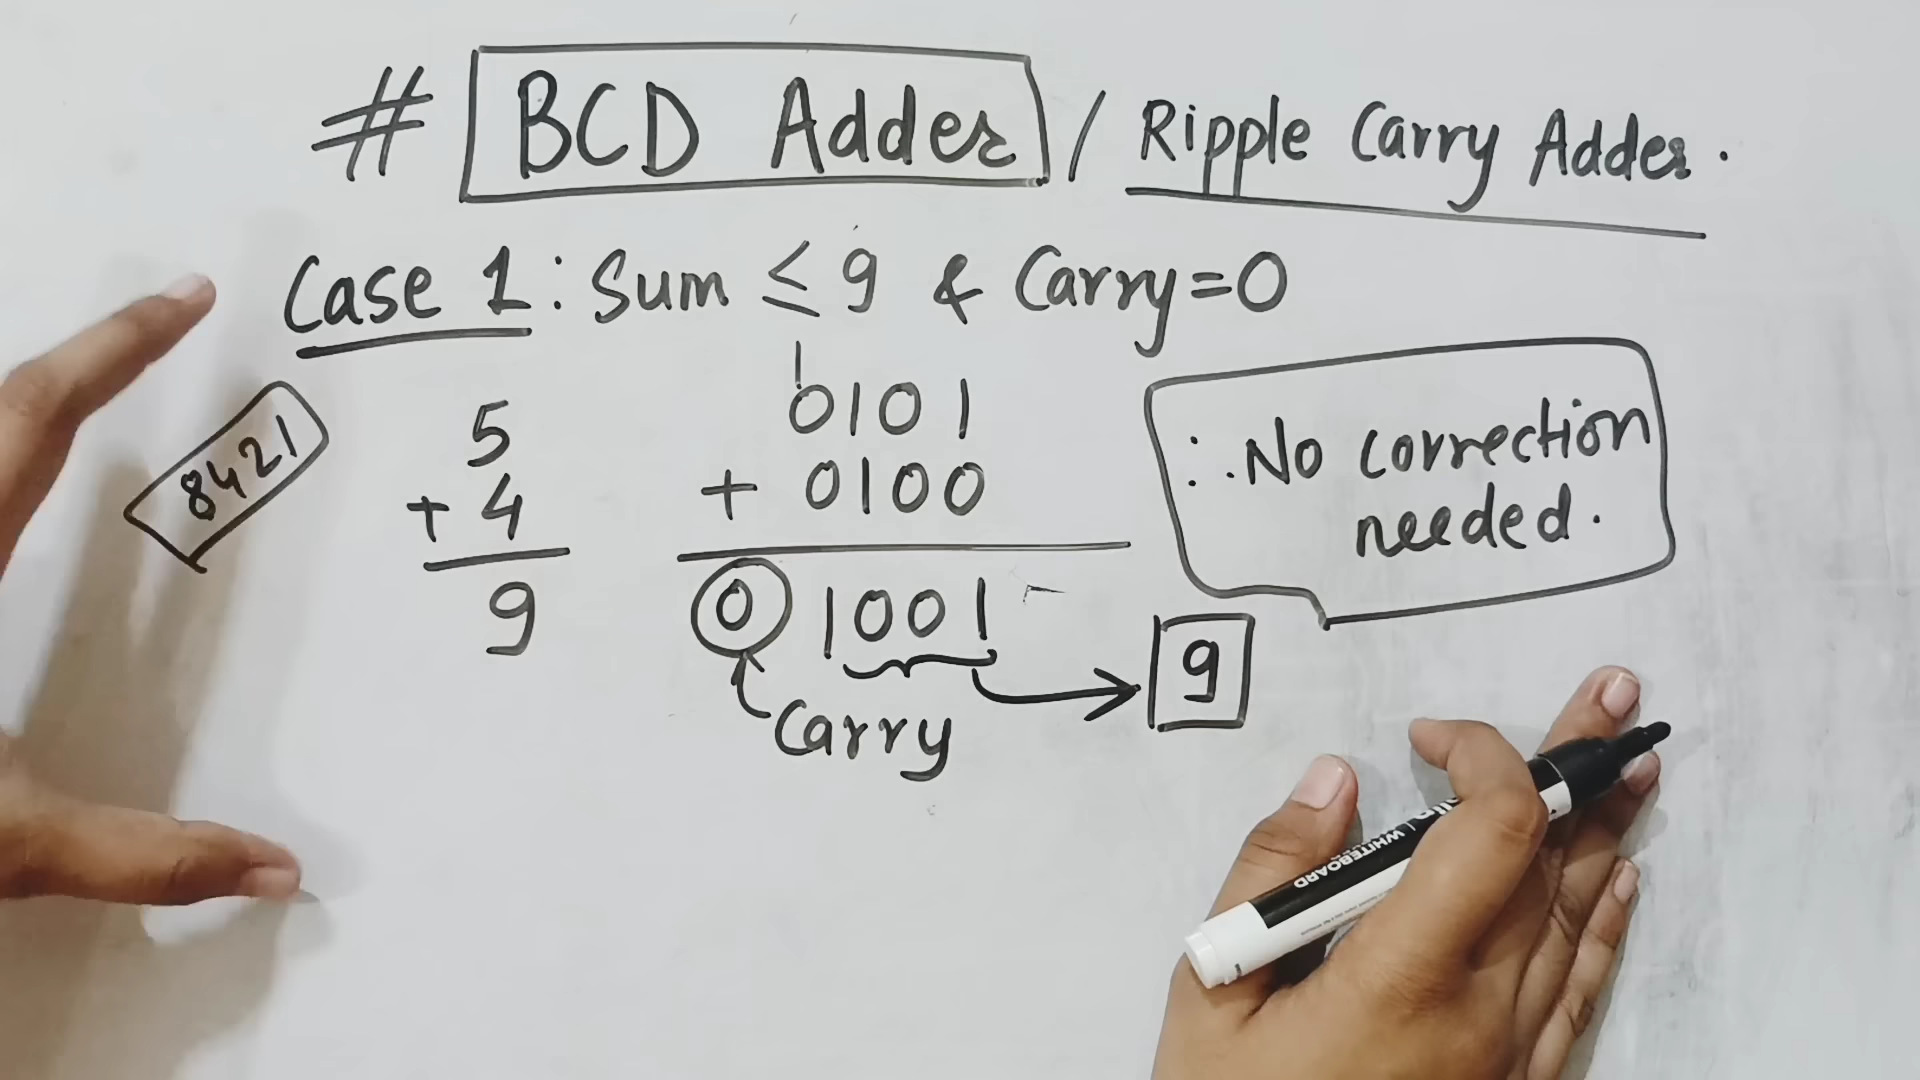 # BCD Adder / Ripple Carry Adder.
Case 1: Sum ≤ 9 & Carry=0
1
8421
5
+ 4
9
0101
+ 0100
0 1001
Carry
9
∴ No correction
needed.
WHITEBOARD